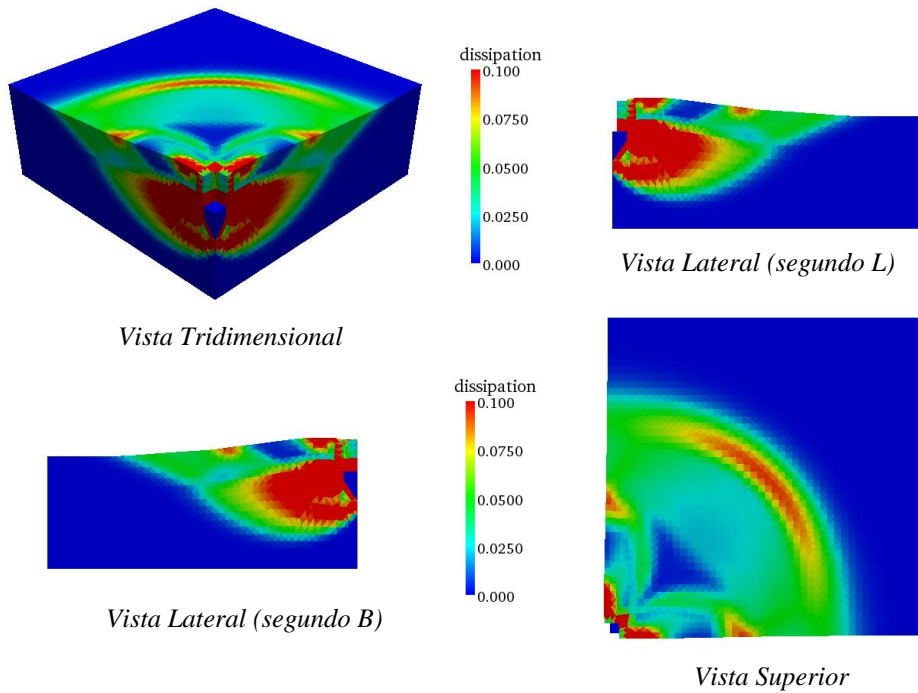 dissipation
0.100
0.0750
0.0500
0.0250
0.000
Vista Tridimensional
Vista Lateral (segundo L)
dissipation
0.100
0.0750
0.0500
0.0250
0.000
Vista Lateral (segundo B)
Vista Superior